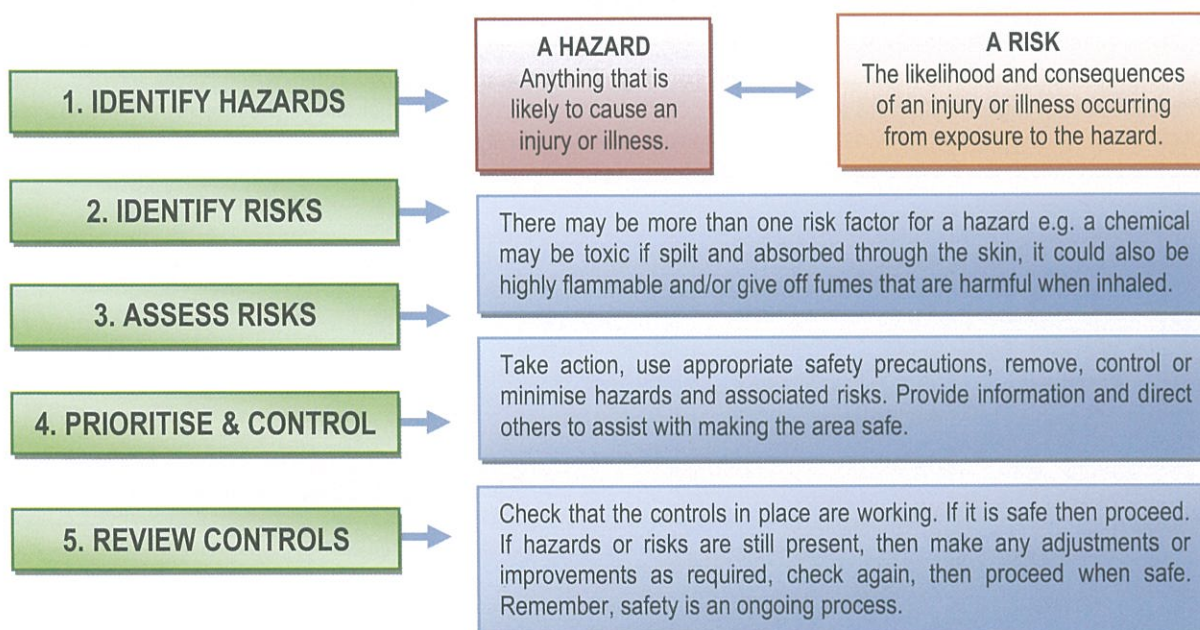 1. IDENTIFY HAZARDS
A HAZARD
Anything that is
likely to cause an
injury or illness.
A RISK
The likelihood and consequences
of an injury or illness occurring
from exposure to the hazard.
2. IDENTIFY RISKS
There may be more than one risk factor for a hazard e.g. a chemical
may be toxic if spilt and absorbed through the skin, it could also be
highly flammable and/or give off fumes that are harmful when inhaled.
3. ASSESS RISKS
Take action, use appropriate safety precautions, remove, control or
minimise hazards and associated risks. Provide information and direct
others to assist with making the area safe.
4. PRIORITISE & CONTROL
5. REVIEW CONTROLS
Check that the controls in place are working. If it is safe then proceed.
If hazards or risks are still present, then make any adjustments or
improvements as required, check again, then proceed when safe.
Remember, safety is an ongoing process.